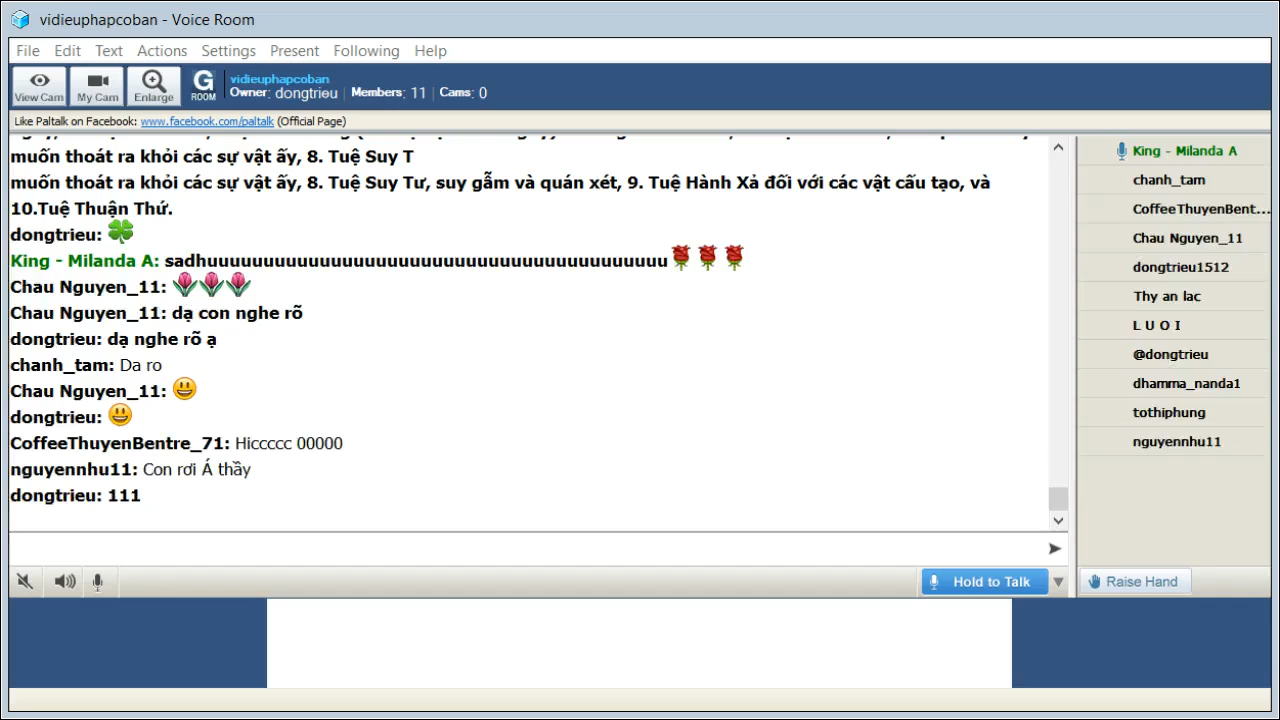 vidieuphapcoban - Voice Room
File Edit Text Actions Settings Present Following Help
View Cam My Cam Enlarge G ROOM
vidieuphapcoban
Owner: dongtrieu | Members: 11 | Cams: 0
Like Paltalk on Facebook: www.facebook.com/paltalk (Official Page)
muốn thoát ra khỏi các sự vật ấy, 8. Tuệ Suy T
muốn thoát ra khỏi các sự vật ấy, 8. Tuệ Suy Tư, suy gẫm và quán xét, 9. Tuệ Hành Xả đối với các vật cấu tạo, và
10.Tuệ Thuận Thứ.
dongtrieu:
King - Milanda A: sadhuuuuuuuuuuuuuuuuuuuuuuuuuuuuuuuuuuuuuuuuu
Chau Nguyen_11:
Chau Nguyen_11: dạ con nghe rõ
dongtrieu: dạ nghe rõ ạ
chanh_tam: Da ro
Chau Nguyen_11:
dongtrieu:
CoffeeThuyenBentre_71: Hiccccc 00000
nguyennhu11: Con rơi Á thầy
dongtrieu: 111
King - Milanda A
chanh_tam
CoffeeThuyenBent...
Chau Nguyen_11
dongtrieu1512
Thy an lac
L U O I
@dongtrieu
dhamma_nanda1
tothiphung
nguyennhu11
Hold to Talk
Raise Hand